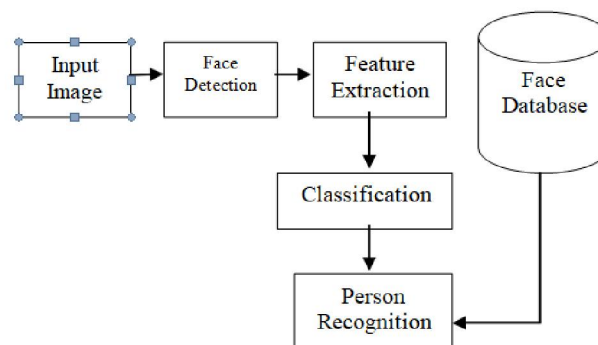 Input
Image
Face
Detection
Feature
Extraction
Face
Database
Classification
Person
Recognition